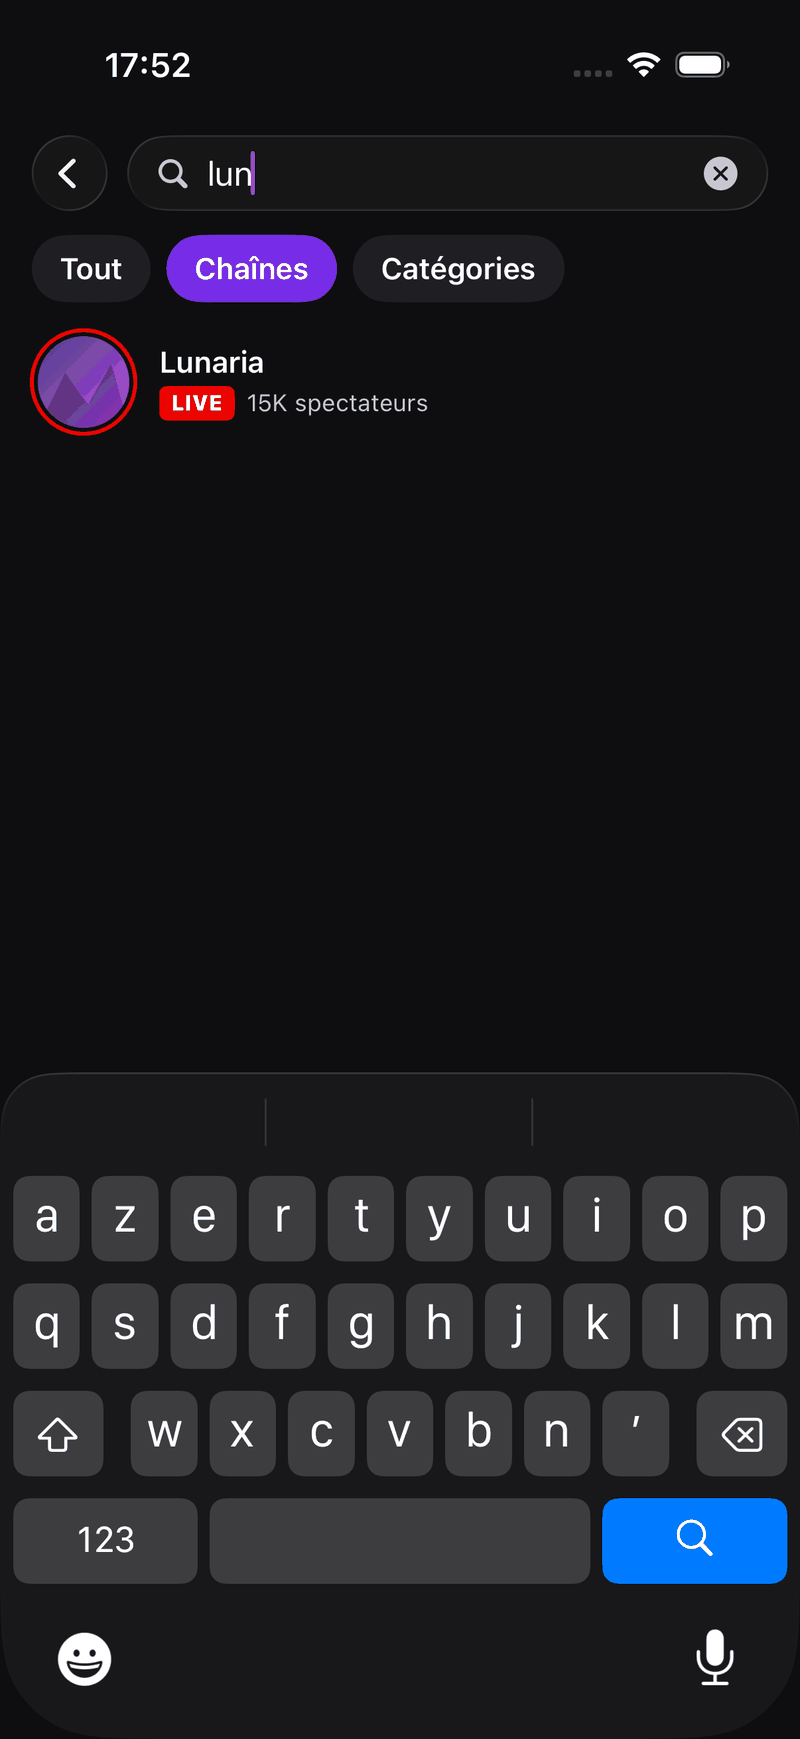 17:52
lun
Tout Chaînes Catégories
Lunaria
LIVE 15K spectateurs
a z e r t y u i o p
q s d f g h j k l m
w x c v b n ’
123